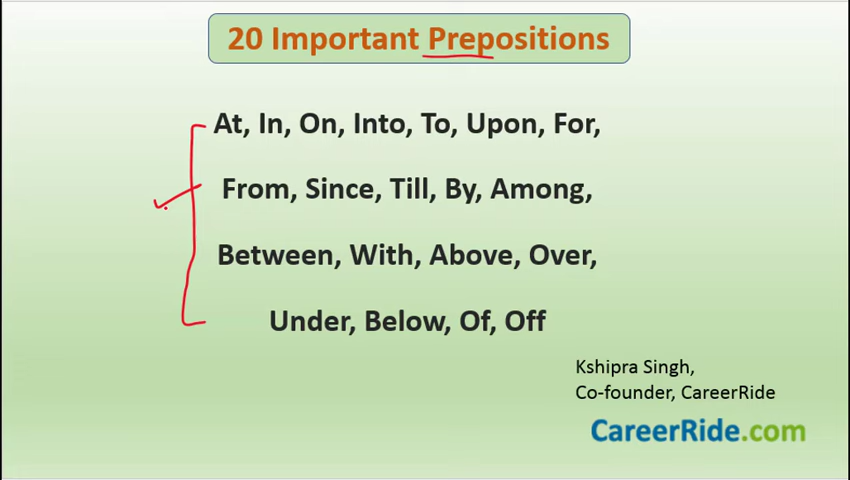 20 Important Prepositions
At, In, On, Into, To, Upon, For,
From, Since, Till, By, Among,
Between, With, Above, Over,
Under, Below, Of, Off
Kshipra Singh,
Co-founder, CareerRide
CareerRide.com